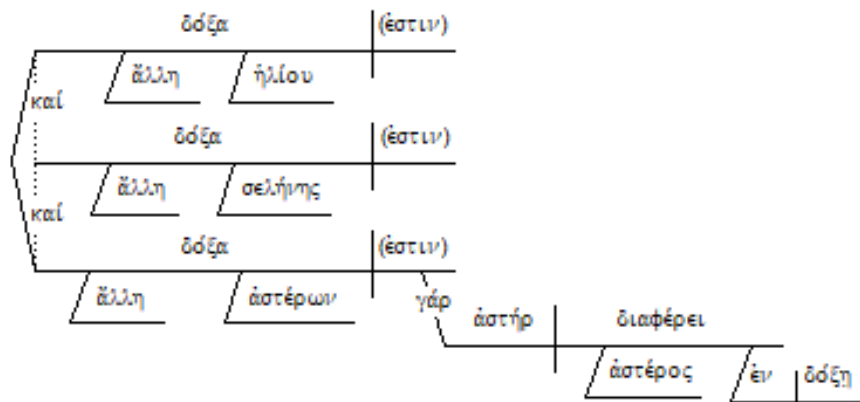 δόξα (ἐστιν)
ἄλλη ἡλίου
καί
δόξα (ἐστιν)
ἄλλη σελήνης
καί
δόξα (ἐστιν)
ἄλλη ἀστέρων γάρ
ἀστήρ διαφέρει
ἀστέρος ἐν δόξῃ